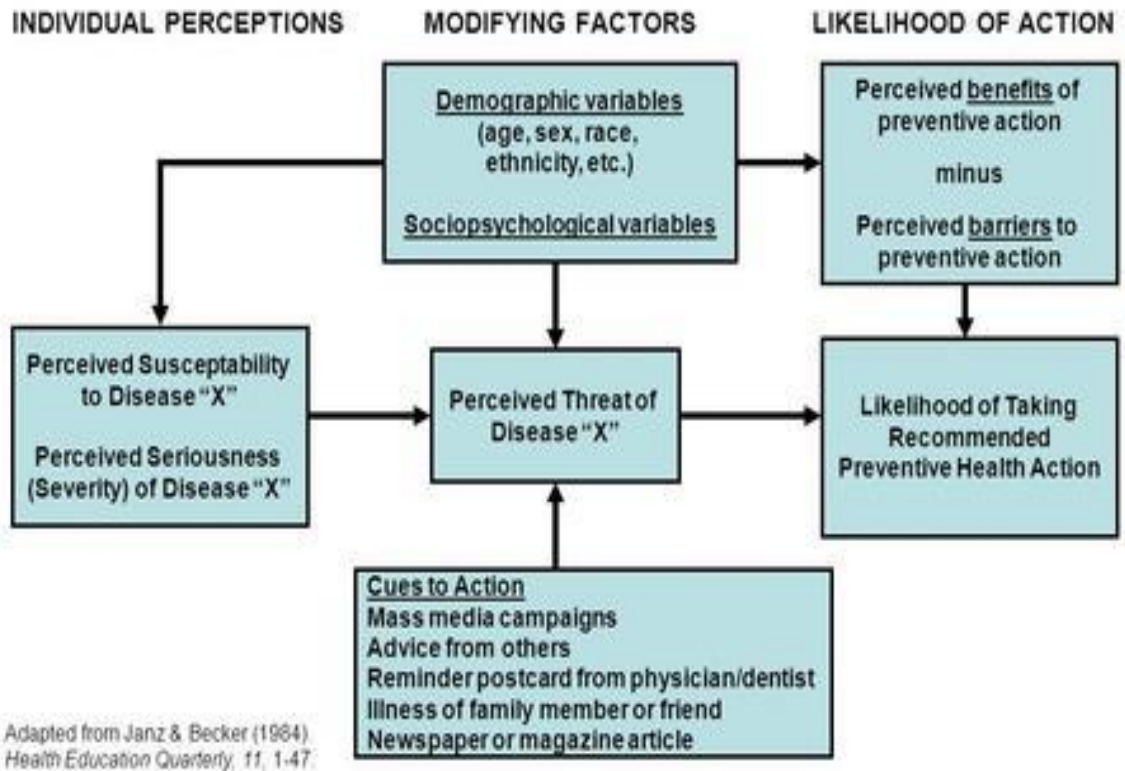 INDIVIDUAL PERCEPTIONS
MODIFYING FACTORS
LIKELIHOOD OF ACTION
Demographic variables
(age, sex, race,
ethnicity, etc.)
Sociopsychological variables
Perceived benefits of
preventive action
minus
Perceived barriers to
preventive action
Perceived Susceptability
to Disease “X”
Perceived Seriousness
(Severity) of Disease “X”
Perceived Threat of
Disease “X”
Likelihood of Taking
Recommended
Preventive Health Action
Cues to Action
Mass media campaigns
Advice from others
Reminder postcard from physician/dentist
Illness of family member or friend
Newspaper or magazine article
Adapted from Janz & Becker (1984).
Health Education Quarterly, 11, 1-47.